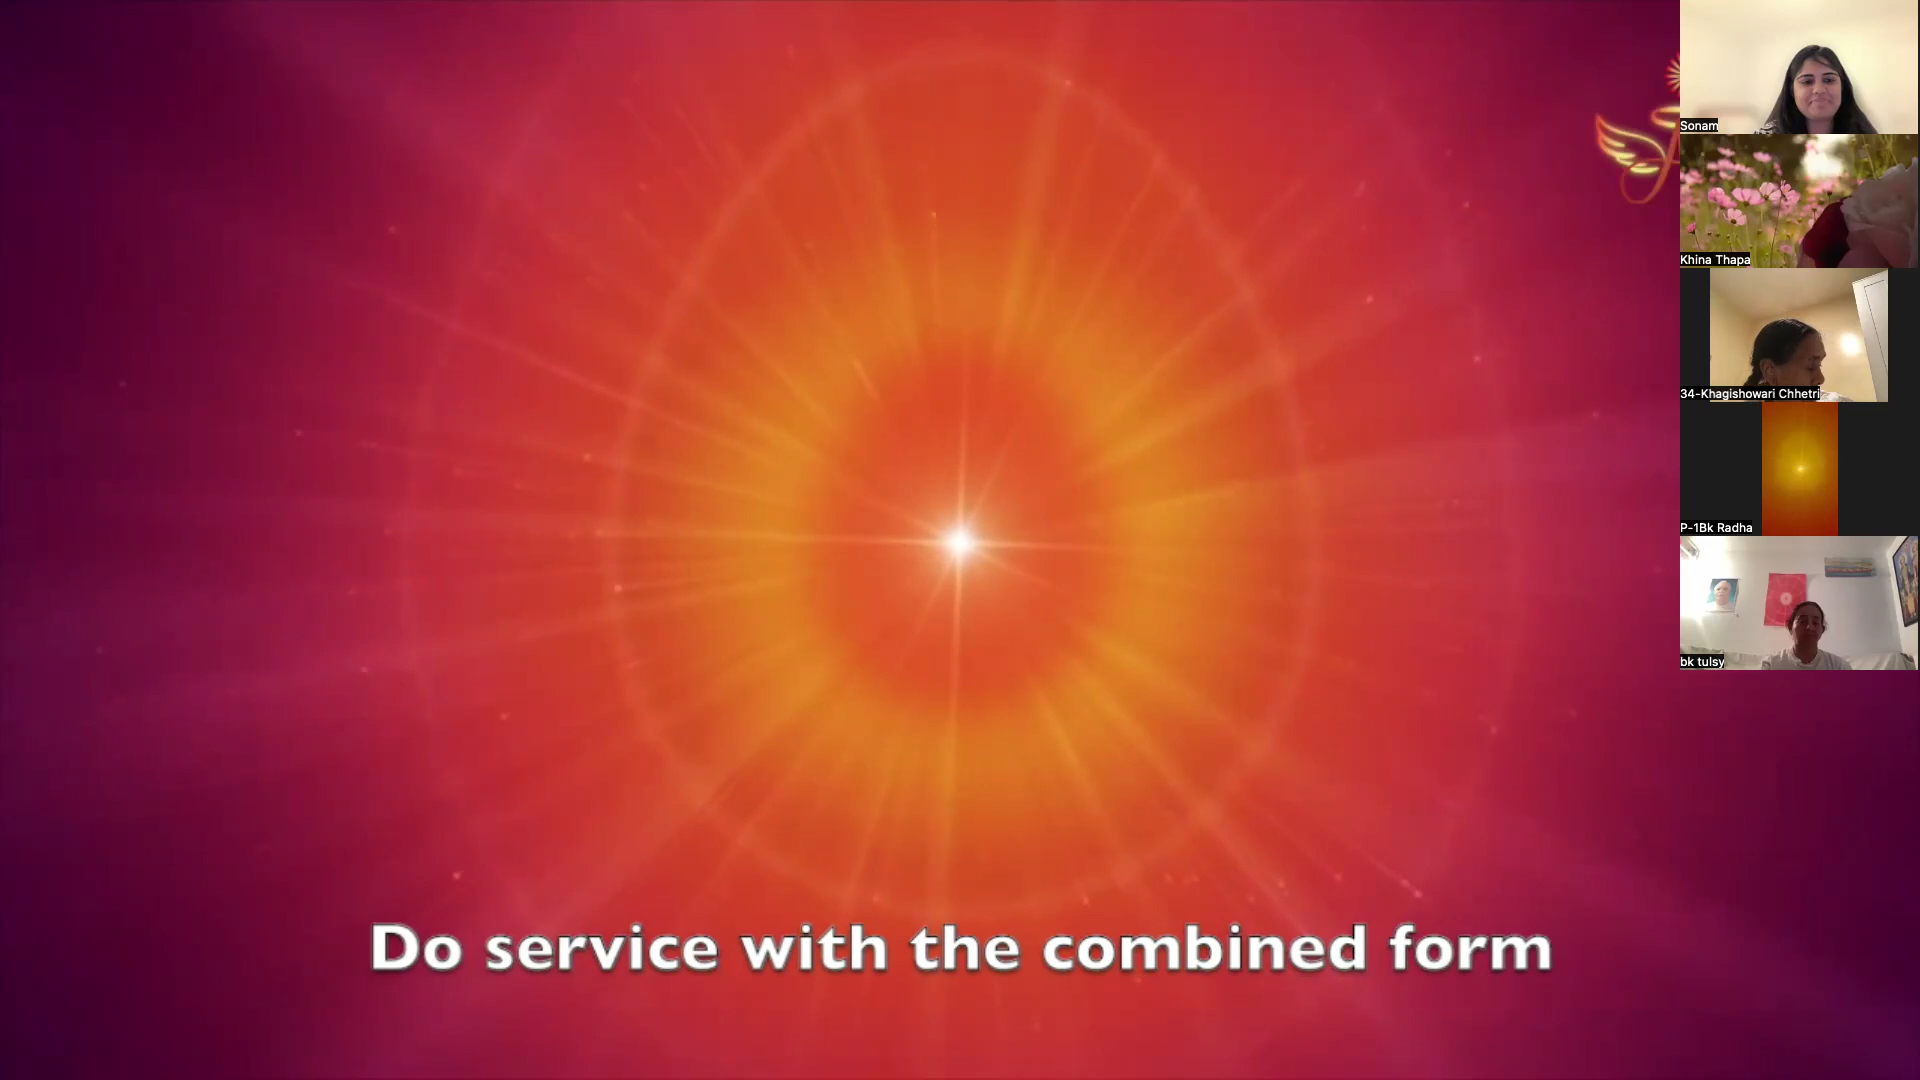 Sonam
Khina Thapa
34-Khagishowari Chhetri
P-1Bk Radha
bk tulsy
Do service with the combined form